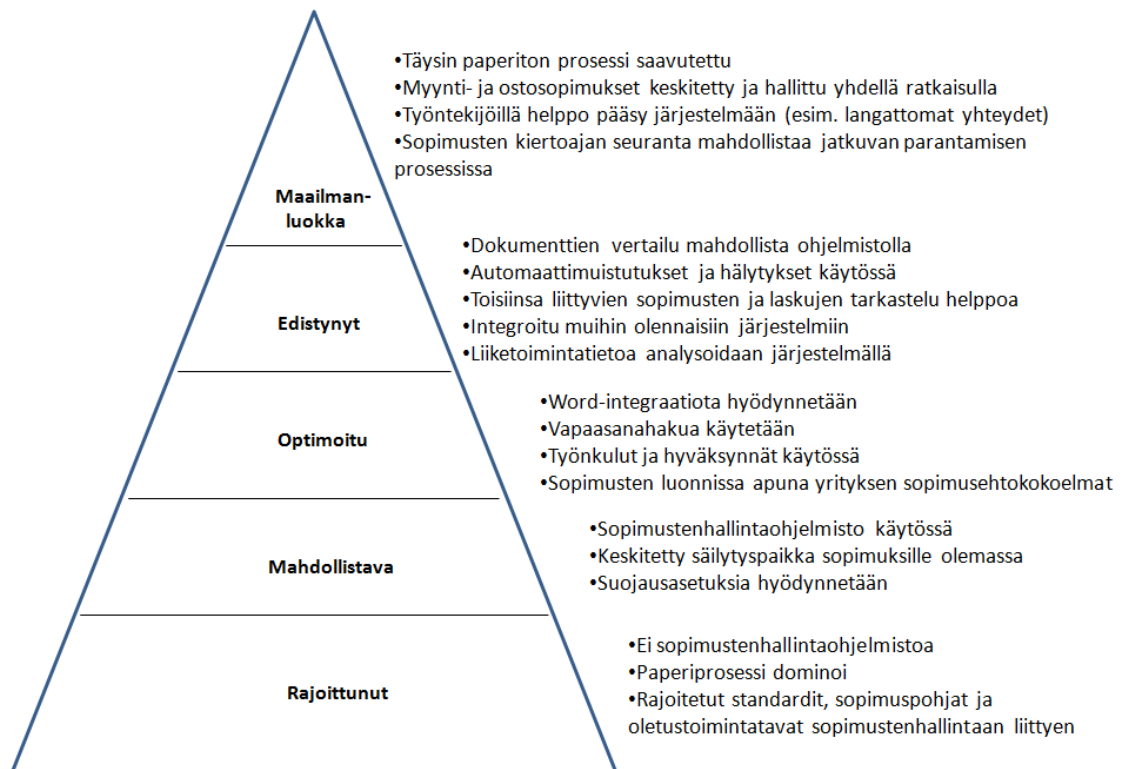 •Täysin paperiton prosessi saavutettu
•Myynti- ja ostosopimukset keskitetty ja hallittu yhdellä ratkaisulla
•Työntekijöillä helppo pääsy järjestelmään (esim. langattomat yhteydet)
•Sopimusten kiertoajan seuranta mahdollistaa jatkuvan parantamisen
prosessissa
Maailman-
luokka
•Dokumenttien vertailu mahdollista ohjelmistolla
•Automaattimuistutukset ja hälytykset käytössä
•Toisiinsa liittyvien sopimusten ja laskujen tarkastelu helppoa
•Integroitu muihin olennaisiin järjestelmiin
•Liiketoimintatietoa analysoidaan järjestelmällä
Edistynyt
•Word-integraatiota hyödynnetään
•Vapaasanahakua käytetään
•Työnkulut ja hyväksynnät käytössä
•Sopimusten luonnissa apuna yrityksen sopimusehtokokoelmat
Optimoitu
•Sopimustenhallintaohjelmisto käytössä
•Keskitetty säilytyspaikka sopimuksille olemassa
•Suojausasetuksia hyödynnetään
Mahdollistava
•Ei sopimustenhallintaohjelmistoa
•Paperiprosessi dominoi
•Rajoitetut standardit, sopimuspohjat ja
oletustoimintatavat sopimustenhallintaan liittyen
Rajoittunut